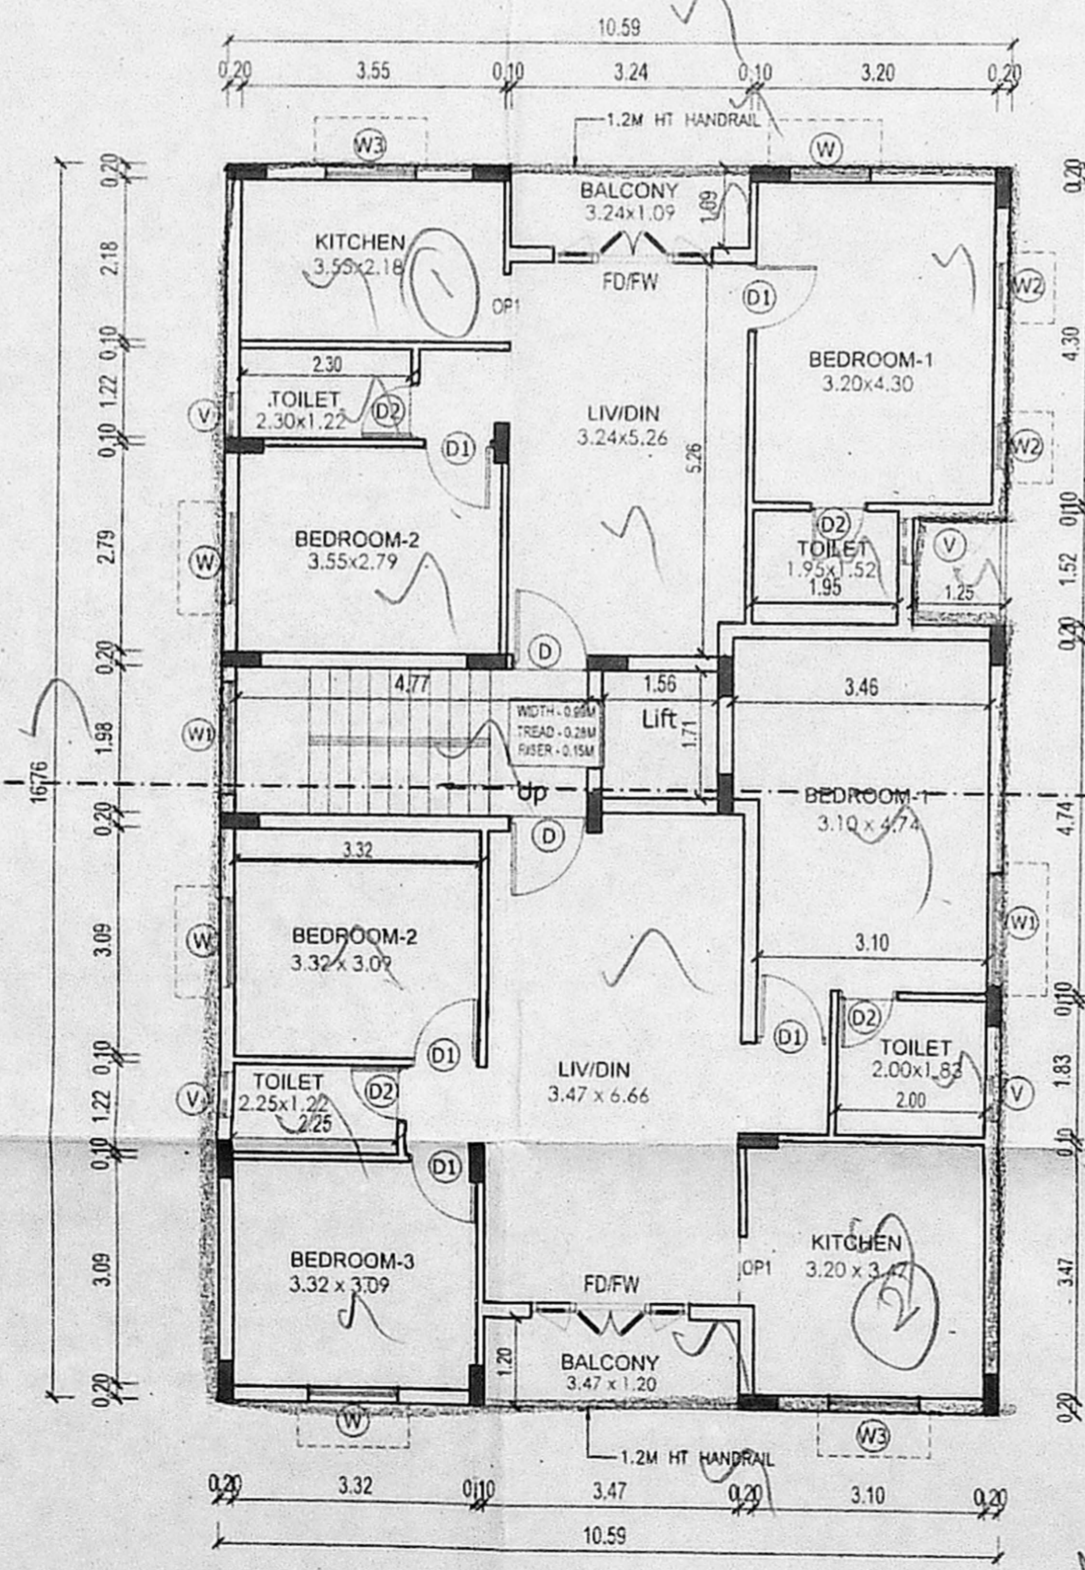 10.59
0.20 3.55 0.10 3.24 0.10 3.20 0.20
1.2M HT HANDRAIL
W3
W
BALCONY
3.24x1.09
1.09
KITCHEN
3.55x2.18
1
FD/FW
OP1
D1
W2
BEDROOM-1
3.20x4.30
2.30
TOILET
2.30x1.22
D2
V
D1
LIV/DIN
3.24x5.26
5.26
W2
BEDROOM-2
3.55x2.79
W
D2
TOILET
1.95x1.52
1.95
V
1.25
D
4.77
1.56
3.46
WIDTH - 0.99M
TREAD - 0.28M
RISER - 0.15M
Lift
1.71
W1
Up
BEDROOM-1
3.10 x 4.74
D
3.32
BEDROOM-2
3.32 x 3.09
W
W1
3.10
D1
D1
D2
TOILET
2.00x1.83
2.00
V
TOILET
2.25x1.22
2.25
D2
V
LIV/DIN
3.47 x 6.66
D1
BEDROOM-3
3.32 x 3.09
KITCHEN
3.20 x 3.47
2
OP1
FD/FW
1.20
BALCONY
3.47 x 1.20
W
W3
1.2M HT HANDRAIL
0.20 3.32 0.10 3.47 0.20 3.10 0.20
10.59
16.76
0.20
2.18
0.10
1.22
0.10
2.79
0.20
1.98
0.20
3.09
0.10
1.22
0.10
3.09
0.20
0.20
4.30
0.10
1.52
0.20
4.74
0.10
1.83
0.10
3.47
0.20